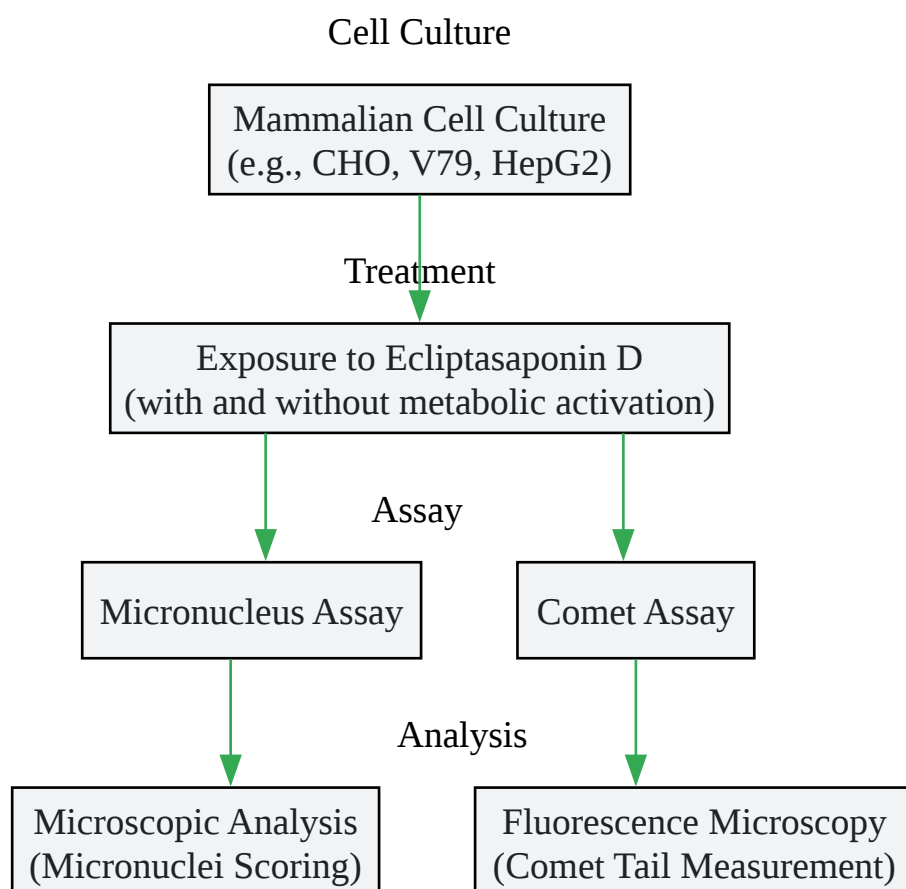 Cell Culture
Mammalian Cell Culture
(e.g., CHO, V79, HepG2)
Treatment
Exposure to Ecliptasaponin D
(with and without metabolic activation)
Assay
Micronucleus Assay
Comet Assay
Analysis
Microscopic Analysis
(Micronuclei Scoring)
Fluorescence Microscopy
(Comet Tail Measurement)